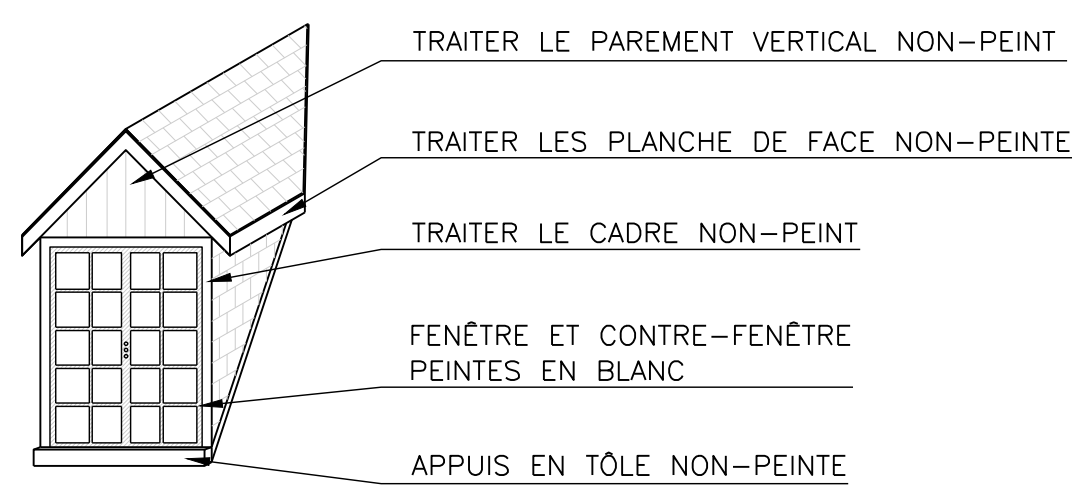 TRAITER LE PAREMENT VERTICAL NON-PEINT
TRAITER LES PLANCHE DE FACE NON-PEINTE
TRAITER LE CADRE NON-PEINT
FENÊTRE ET CONTRE-FENÊTRE
PEINTES EN BLANC
APPUIS EN TÔLE NON-PEINTE